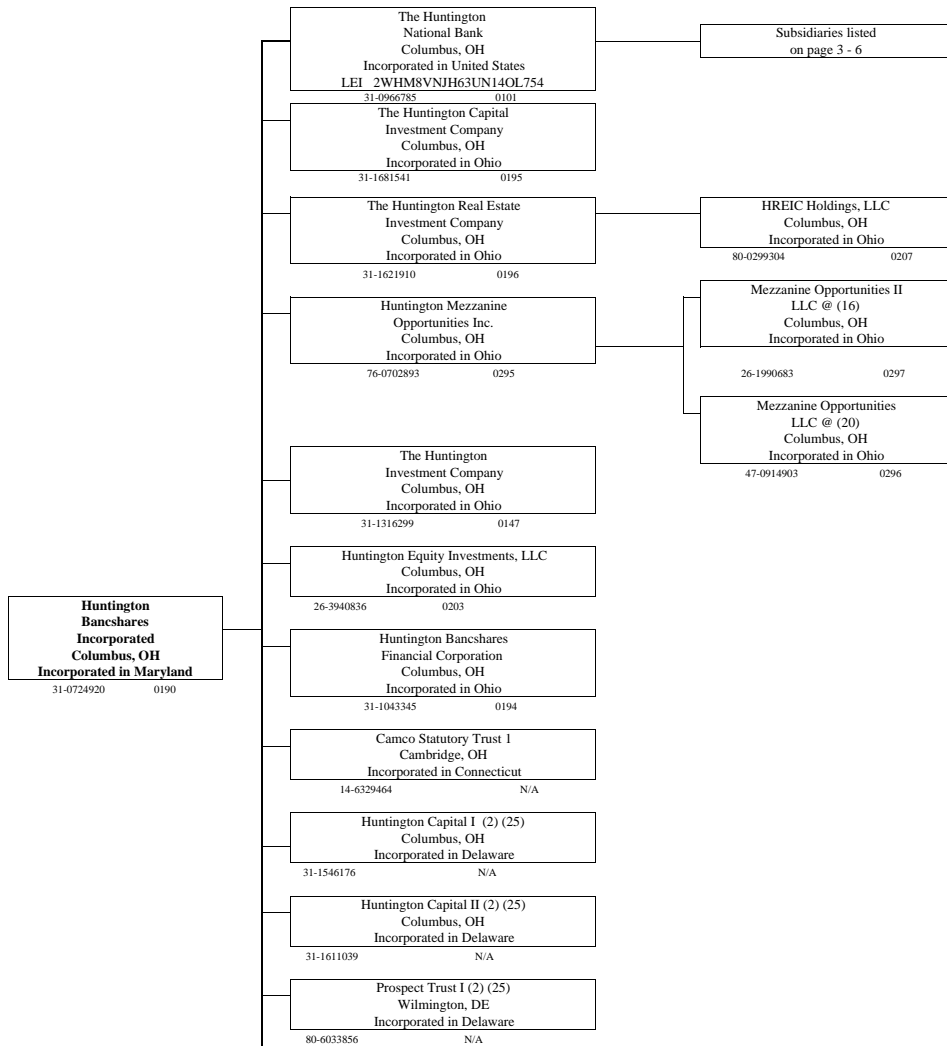 The Huntington
National Bank
Columbus, OH
Incorporated in United States
LEI 2WHM8VNJH63UN14OL754
31-0966785 0101
Subsidiaries listed
on page 3 - 6
The Huntington Capital
Investment Company
Columbus, OH
Incorporated in Ohio
31-1681541 0195
The Huntington Real Estate
Investment Company
Columbus, OH
Incorporated in Ohio
31-1621910 0196
HREIC Holdings, LLC
Columbus, OH
Incorporated in Ohio
80-0299304 0207
Huntington Mezzanine
Opportunities Inc.
Columbus, OH
Incorporated in Ohio
76-0702893 0295
Mezzanine Opportunities II
LLC @ (16)
Columbus, OH
Incorporated in Ohio
26-1990683 0297
Mezzanine Opportunities
LLC @ (20)
Columbus, OH
Incorporated in Ohio
47-0914903 0296
The Huntington
Investment Company
Columbus, OH
Incorporated in Ohio
31-1316299 0147
Huntington Equity Investments, LLC
Columbus, OH
Incorporated in Ohio
26-3940836 0203
Huntington
Bancshares
Incorporated
Columbus, OH
Incorporated in Maryland
31-0724920 0190
Huntington Bancshares
Financial Corporation
Columbus, OH
Incorporated in Ohio
31-1043345 0194
Camco Statutory Trust 1
Cambridge, OH
Incorporated in Connecticut
14-6329464 N/A
Huntington Capital I (2) (25)
Columbus, OH
Incorporated in Delaware
31-1546176 N/A
Huntington Capital II (2) (25)
Columbus, OH
Incorporated in Delaware
31-1611039 N/A
Prospect Trust I (2) (25)
Wilmington, DE
Incorporated in Delaware
80-6033856 N/A